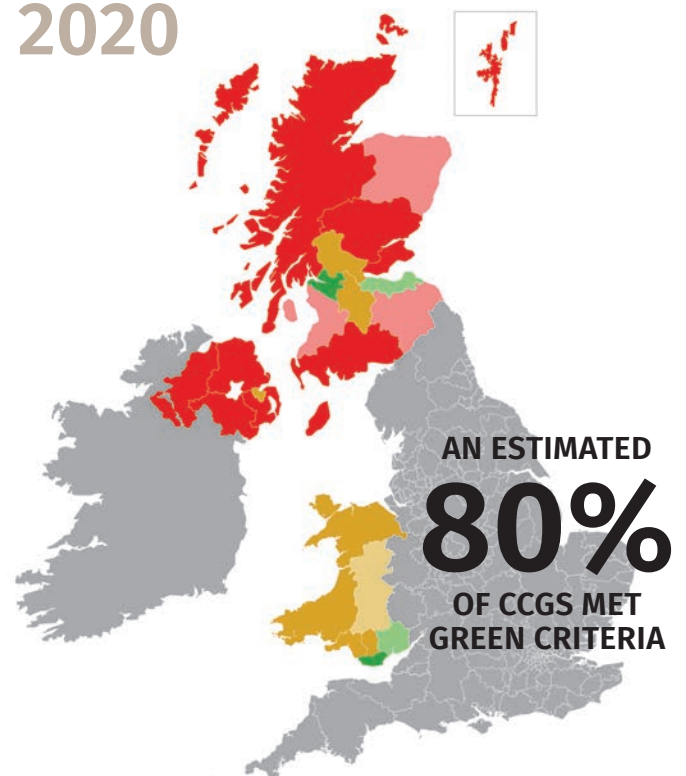 2020
AN ESTIMATED
80%
OF CCGS MET
GREEN CRITERIA